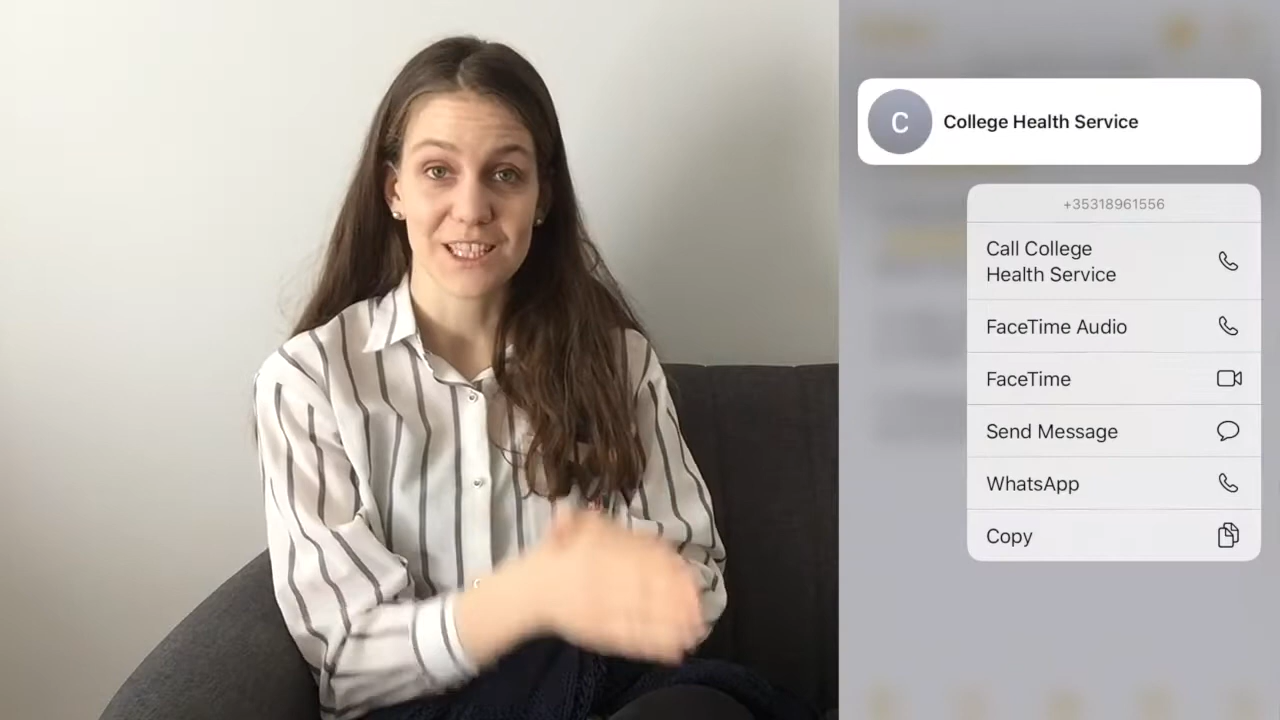 C
College Health Service
+35318961556
Call College
Health Service
FaceTime Audio
FaceTime
Send Message
WhatsApp
Copy